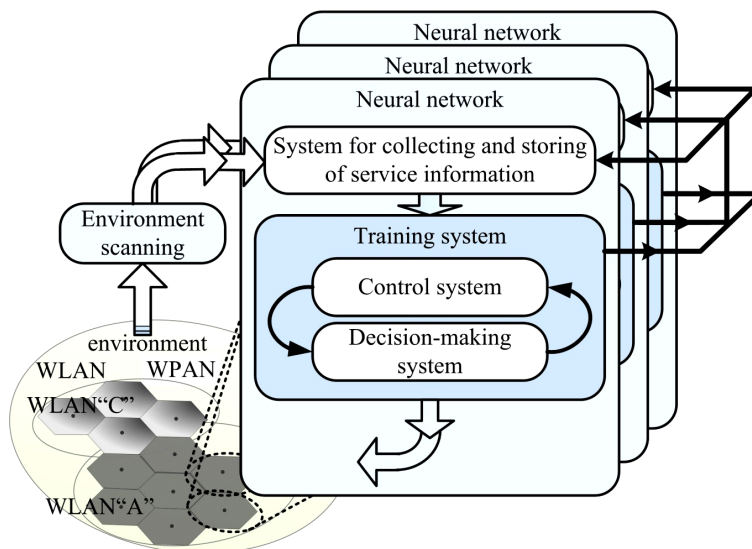 Neural network
Neural network
Neural network
System for collecting and storing
of service information
Environment
scanning
Training system
Control system
Decision-making
system
environment
WLAN WPAN
WLAN“C”
WLAN“A”